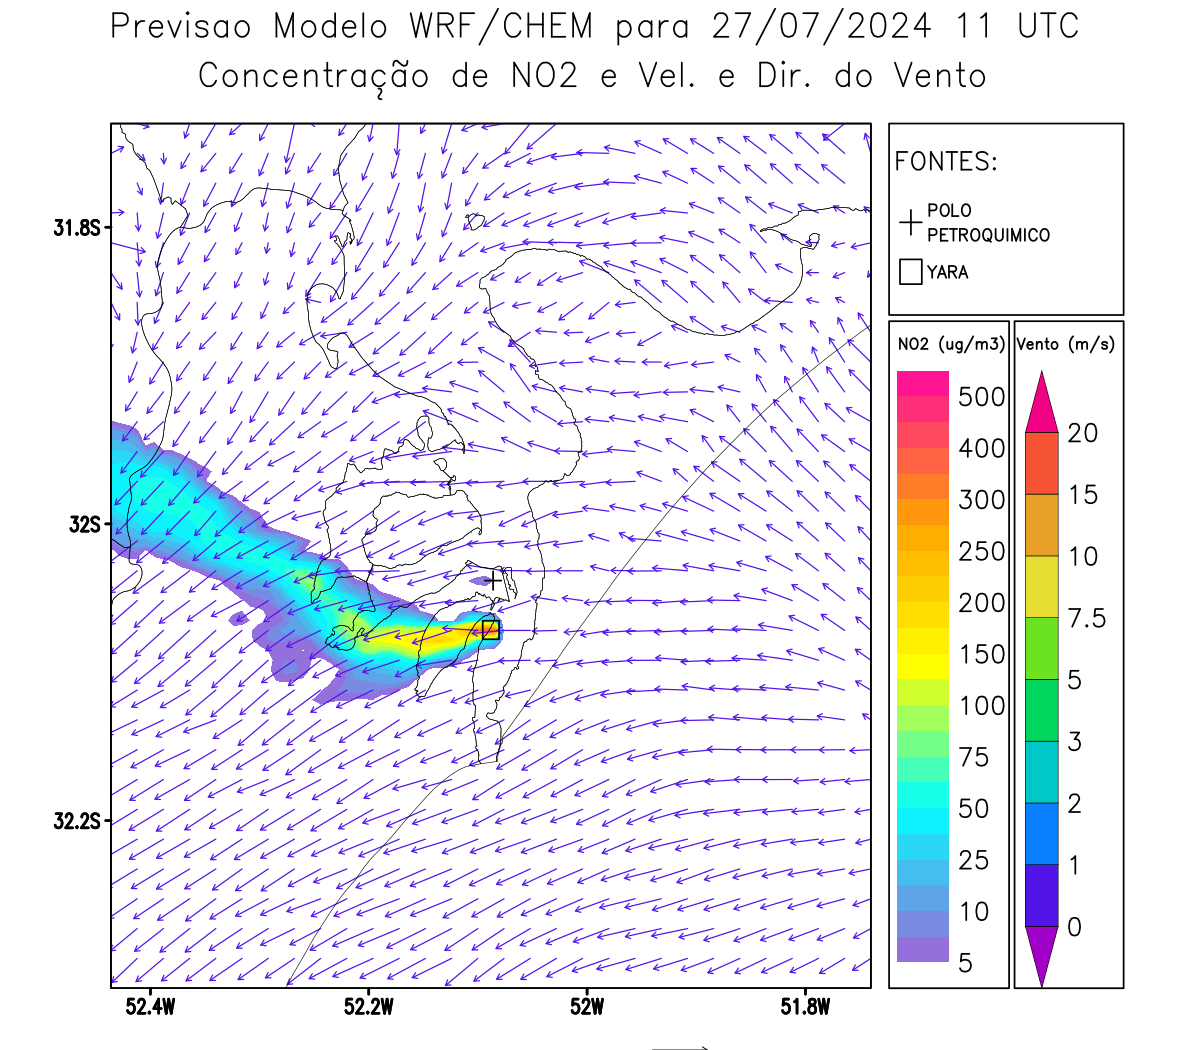 Previsao Modelo WRF/CHEM para 27/07/2024 11 UTC
Concentração de NO2 e Vel. e Dir. do Vento
FONTES:
POLO
PETROQUIMICO
YARA
NO2 (ug/m3)
500
400
300
250
200
150
100
75
50
25
10
5
Vento (m/s)
20
15
10
7.5
5
3
2
1
0
31.8S
32S
32.2S
52.4W
52.2W
52W
51.8W